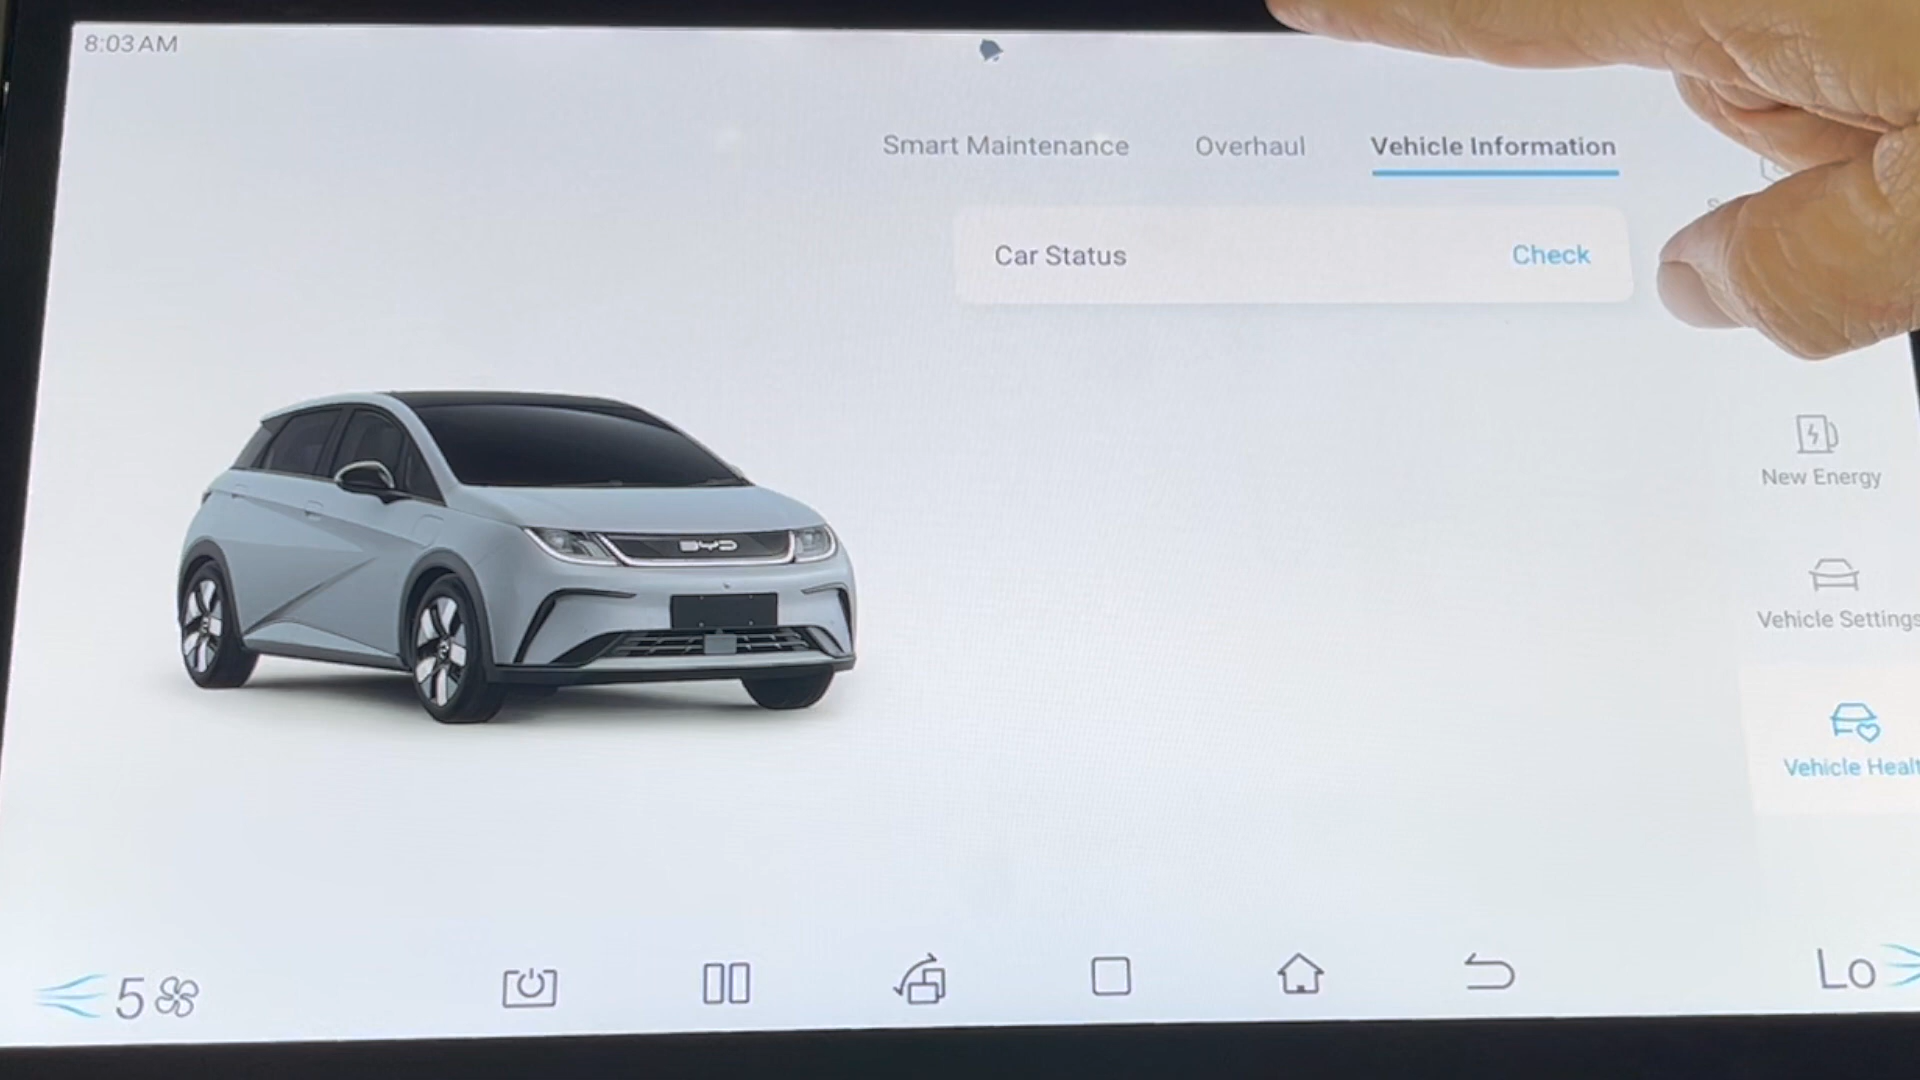 8:03 AM
Smart Maintenance
Overhaul
Vehicle Information
Car Status
Check
BYD
New Energy
Vehicle Settings
Vehicle Healt
5
Lo